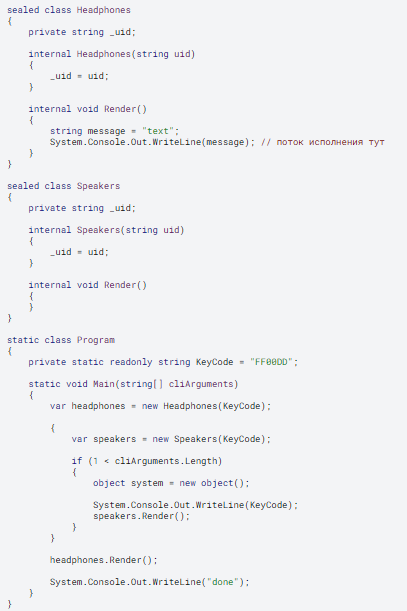 sealed class Headphones
{
    private string _uid;

    internal Headphones(string uid)
    {
        _uid = uid;
    }

    internal void Render()
    {
        string message = "text";
        System.Console.Out.WriteLine(message); // поток исполнения тут
    }
}

sealed class Speakers
{
    private string _uid;

    internal Speakers(string uid)
    {
        _uid = uid;
    }

    internal void Render()
    {
    }
}

static class Program
{
    private static readonly string KeyCode = "FF00DD";

    static void Main(string[] cliArguments)
    {
        var headphones = new Headphones(KeyCode);

        {
            var speakers = new Speakers(KeyCode);

            if (1 < cliArguments.Length)
            {
                object system = new object();

                System.Console.Out.WriteLine(KeyCode);
                speakers.Render();
            }
        }

        headphones.Render();

        System.Console.Out.WriteLine("done");
    }
}